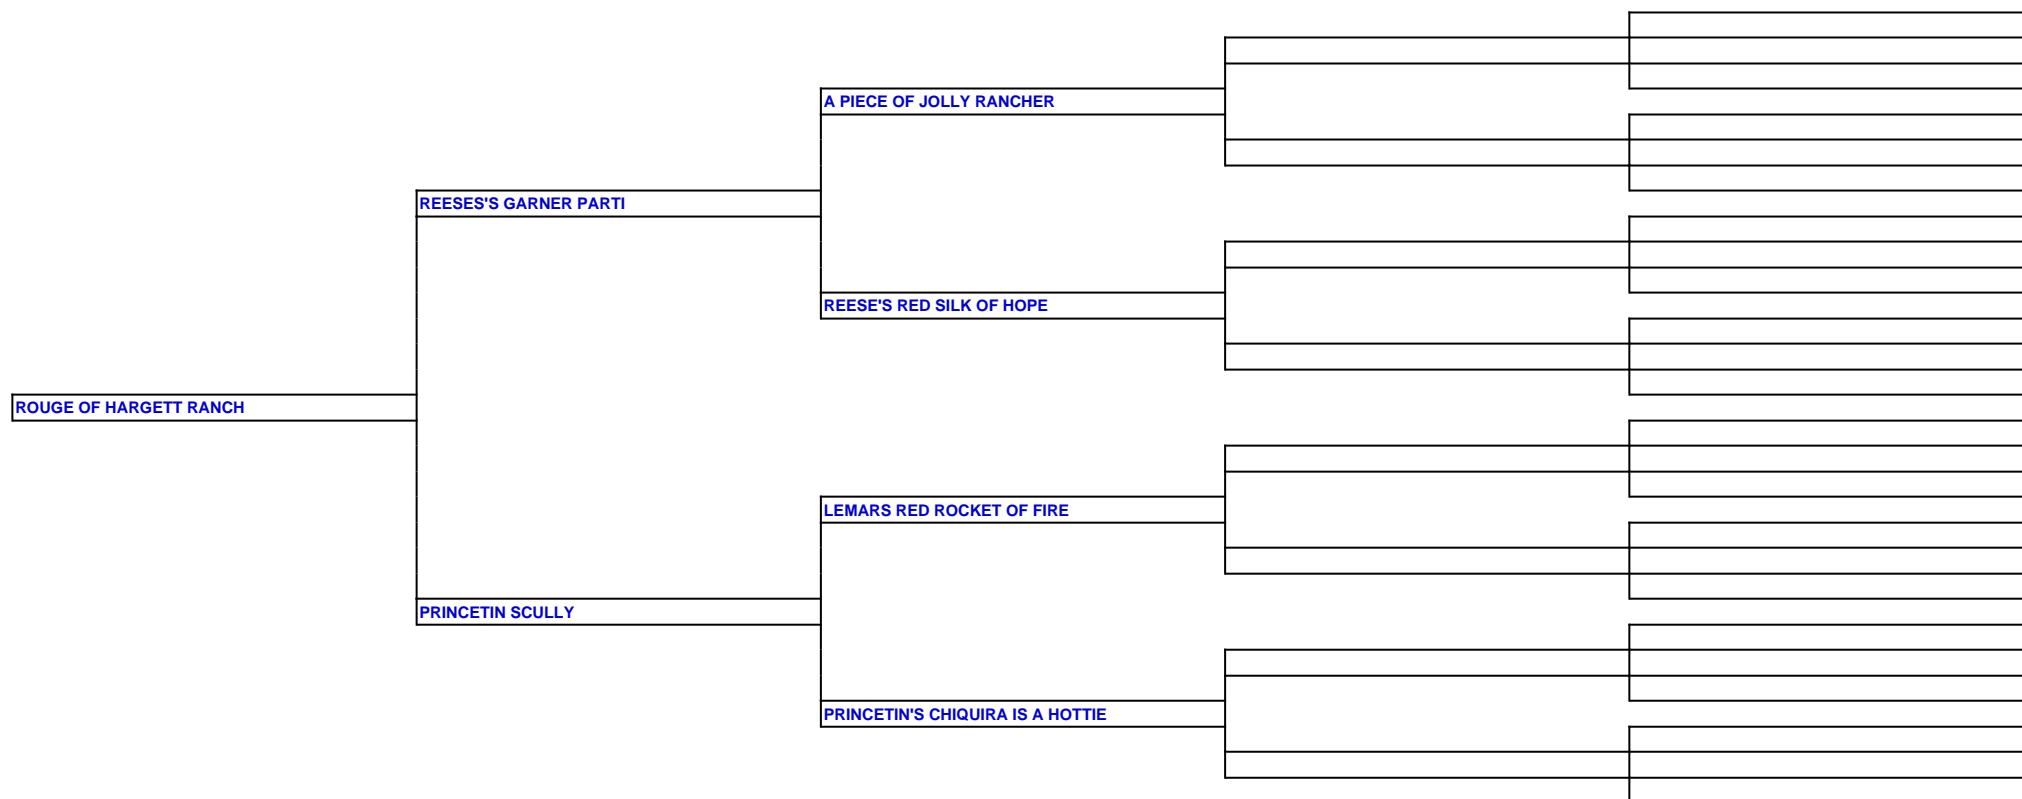 A PIECE OF JOLLY RANCHER
REESES'S GARNER PARTI
REESE'S RED SILK OF HOPE
ROUGE OF HARGETT RANCH
LEMARS RED ROCKET OF FIRE
PRINCETIN SCULLY
PRINCETIN'S CHIQUIRA IS A HOTTIE